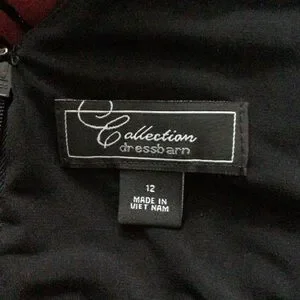 Collection
dressbarn
12
MADE IN
VIET NAM